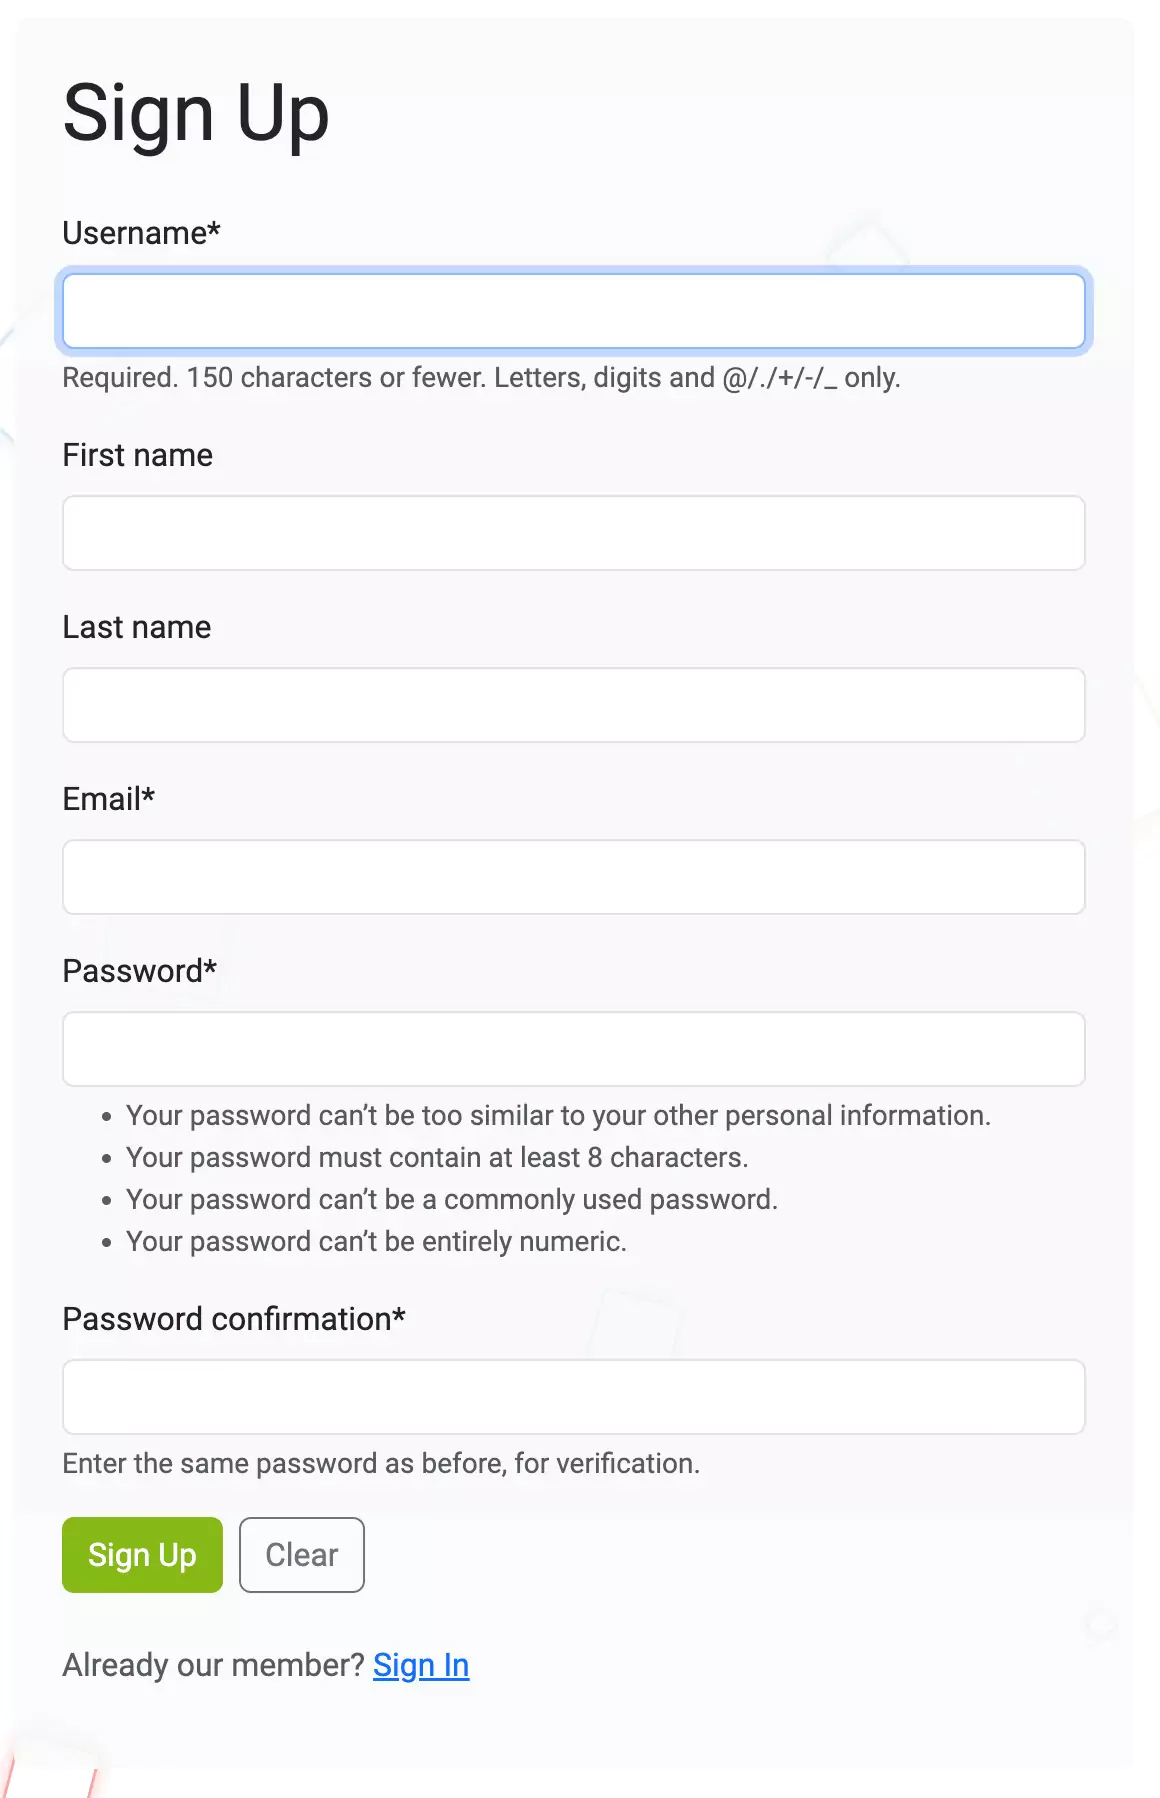 Sign Up
Username*
Required. 150 characters or fewer. Letters, digits and @/./+/-/_ only.
First name
Last name
Email*
Password*
• Your password can’t be too similar to your other personal information.
• Your password must contain at least 8 characters.
• Your password can’t be a commonly used password.
• Your password can’t be entirely numeric.
Password confirmation*
Enter the same password as before, for verification.
Sign Up Clear
Already our member? Sign In